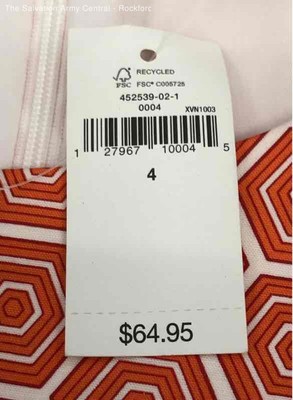 The Salvation Army Central - Rockford
FSC
RECYCLED
FSC® C008728
452539-02-1
0004 XVN1003
1 27967 10004 5
4
$64.95